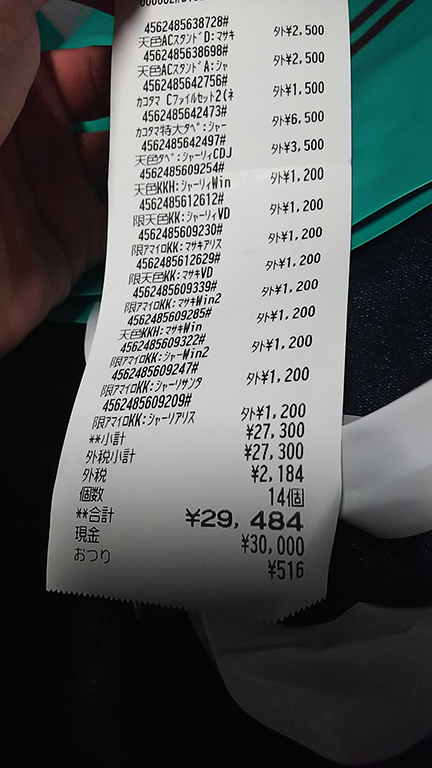 4562485638728#
天色ACスタンドD:マサキ 外¥2,500
4562485638698#
天色ACスタンドA:シャ 外¥2,500
4562485642756#
カコタマ Cファイルセット2(ネ 外¥1,500
4562485642473#
カコタマ特大タペ:シャー 外¥6,500
4562485642497#
天色タペ:シャーリィCDJ 外¥3,500
4562485609254#
天色KKH:シャーリィWin 外¥1,200
4562485612612#
限天色KK:シャーリィVD 外¥1,200
4562485609230#
限アマイロKK:マサキアリス 外¥1,200
4562485612629#
限天色KK:マサキVD 外¥1,200
4562485609339#
限アマイロKK:マサキWin2 外¥1,200
4562485609285#
天色KKH:マサキWin 外¥1,200
4562485609322#
限アマイロKK:シャーWin2 外¥1,200
4562485609247#
限アマイロKK:シャーリサンタ 外¥1,200
4562485609209#
限アマイロKK:シャーリアリス 外¥1,200
**小計 ¥27,300
外税小計 ¥27,300
外税 ¥2,184
個数 14個
**合計 ¥29,484
現金 ¥30,000
おつり ¥516